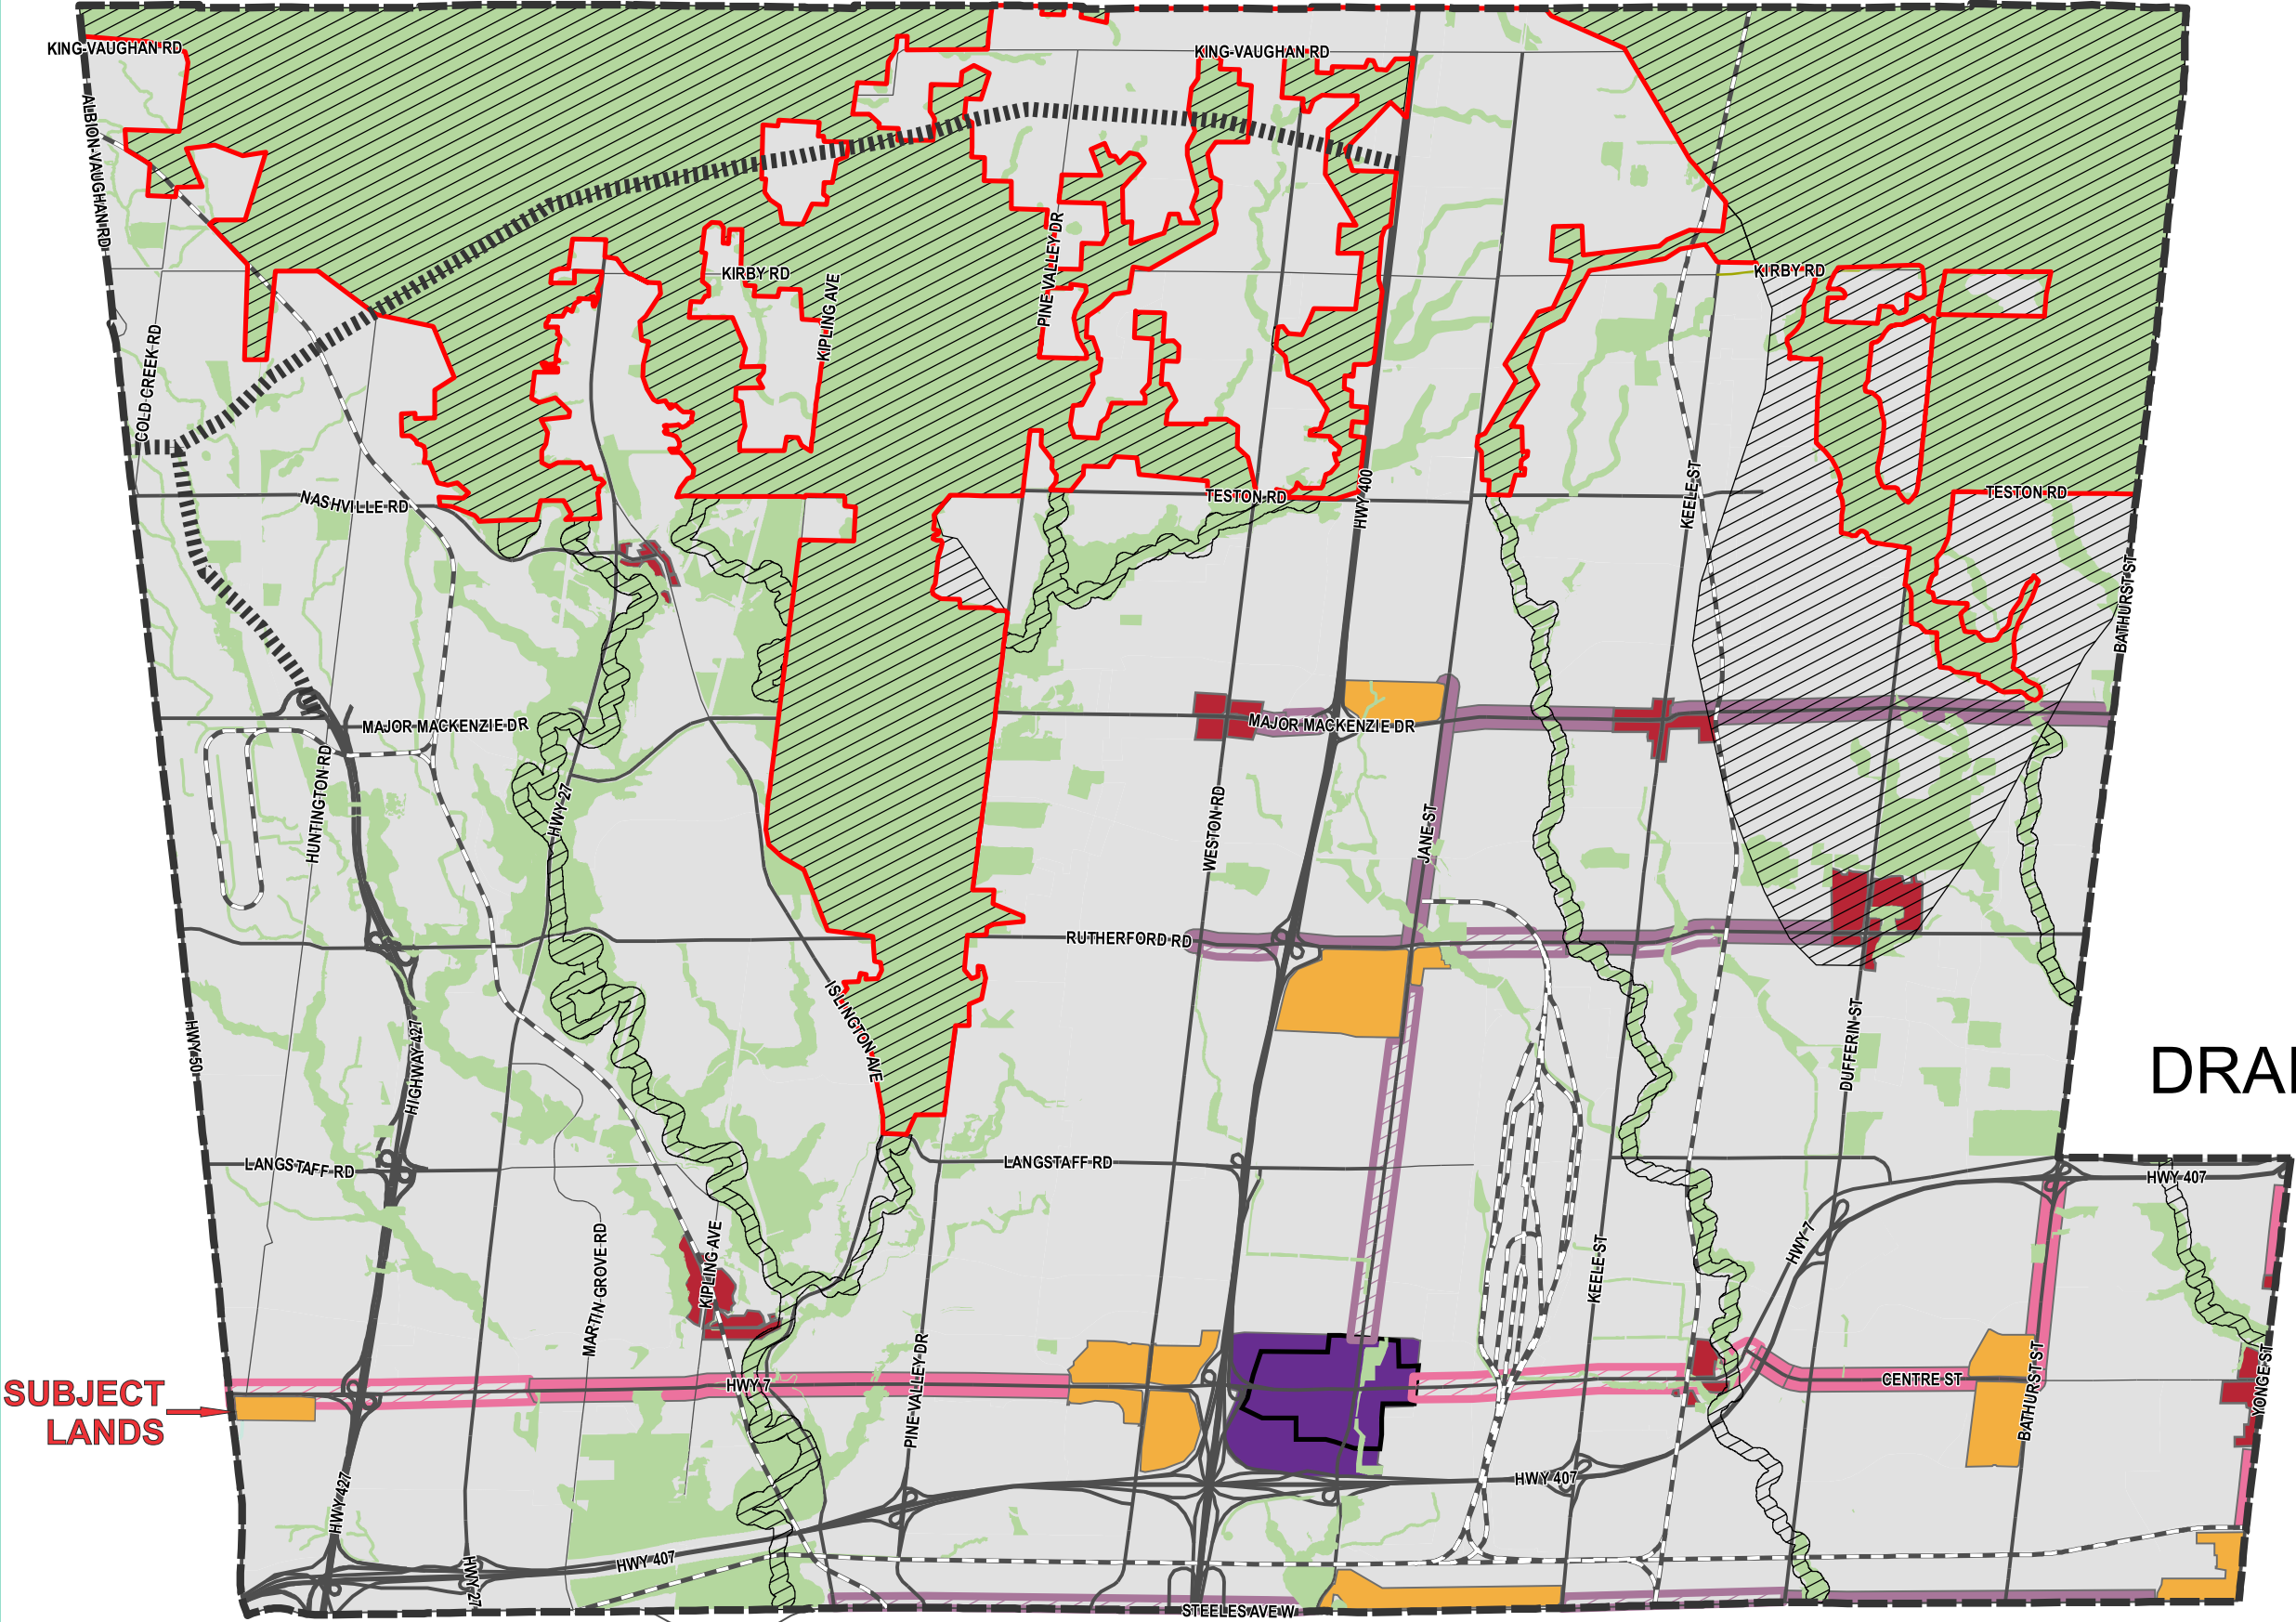 KING-VAUGHAN RD
KING-VAUGHAN RD
ALBION-VAUGHAN RD
PINE VALLEY DR
KIRBY RD
KIRBY RD
KIPLING AVE
COLD CREEK RD
NASHVILLE RD
TESTON RD
TESTON RD
HWY 400
KEELE ST
BATHURST ST
MAJOR MACKENZIE DR
MAJOR MACKENZIE DR
HUNTINGTON RD
HWY 27
WESTON RD
JANE ST
RUTHERFORD RD
ISLINGTON AVE
HWY 50
HIGHWAY 427
DUFFERIN ST
DRA
LANGSTAFF RD
LANGSTAFF RD
HWY 407
MARTIN GROVE RD
KIPLING AVE
KEELE ST
HWY 7
PINE VALLEY DR
SUBJECT
LANDS
HWY 7
CENTRE ST
BATHURST ST
YONGE ST
HWY 427
HWY 407
HWY 407
HWY 27
STEELES AVE W